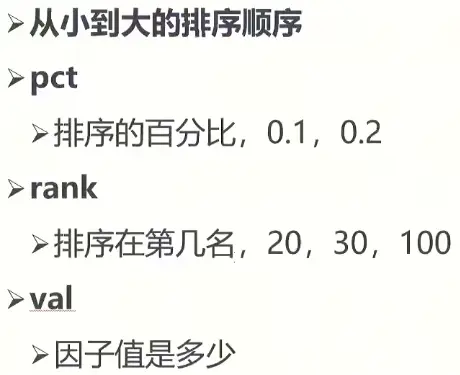 从小到大的排序顺序
pct
排序的百分比，0.1，0.2
rank
排序在第几名，20，30，100
val
因子值是多少